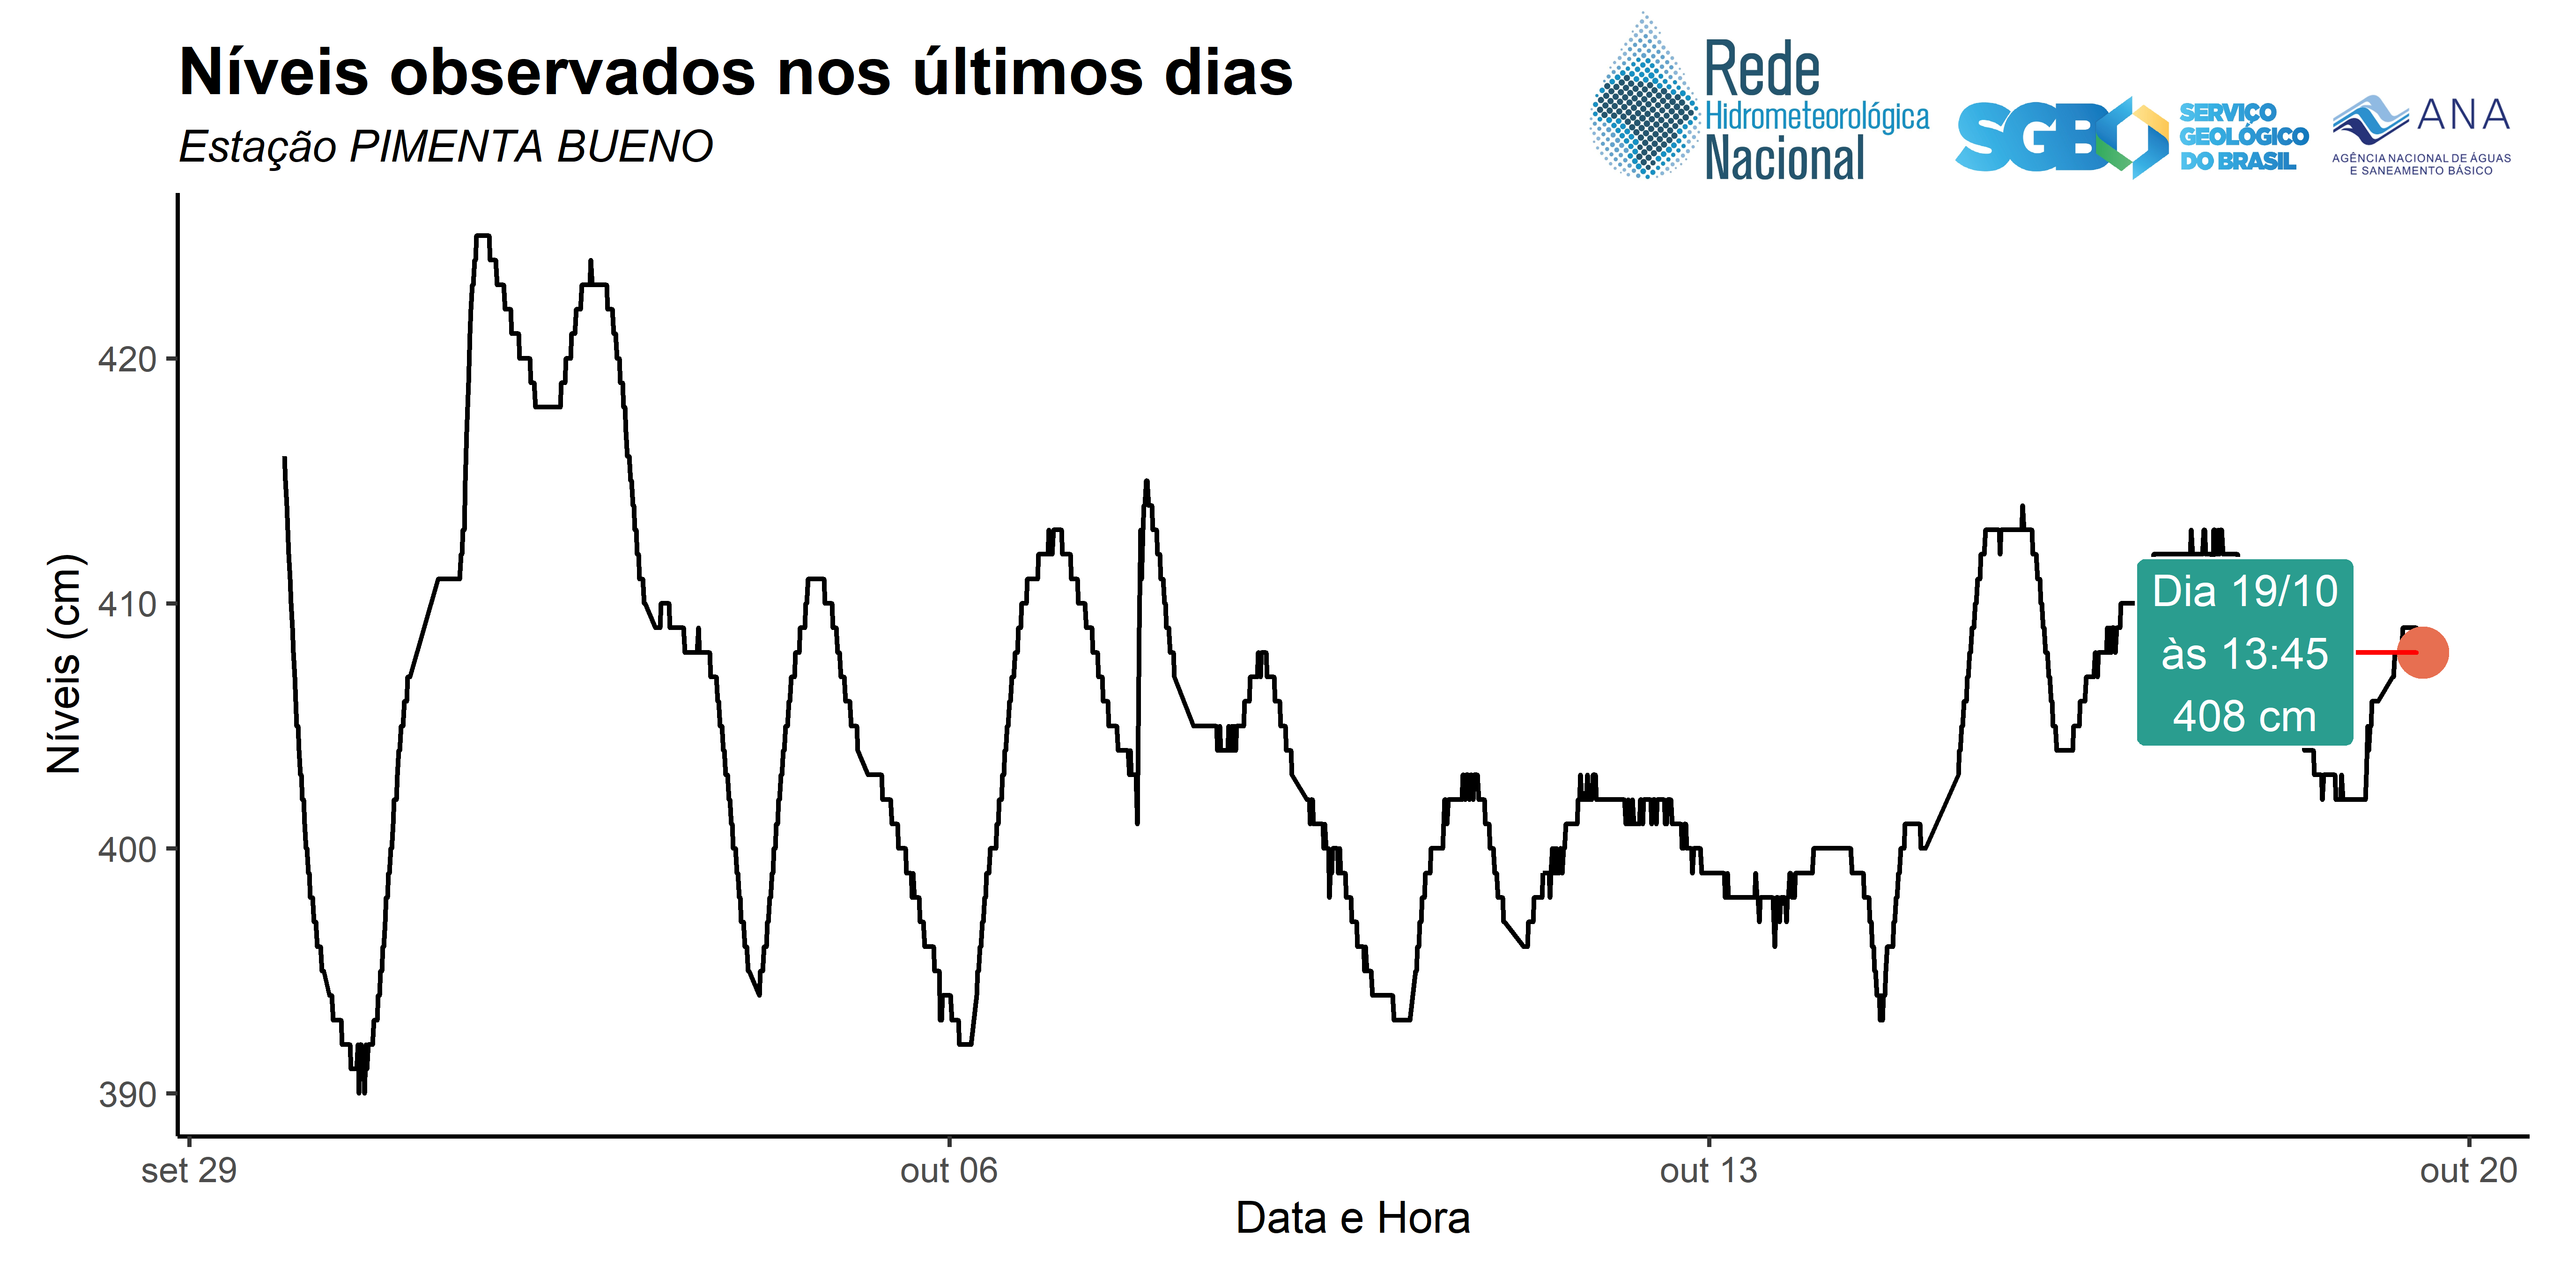 Níveis observados nos últimos dias
Estação PIMENTA BUENO
Rede
Hidrometeorológica
Nacional
SGB
SERVIÇO
GEOLÓGICO
DO BRASIL
ANA
AGÊNCIA NACIONAL DE ÁGUAS
E SANEAMENTO BÁSICO
Níveis (cm)
420
410
400
390
Dia 19/10
às 13:45
408 cm
set 29
out 06
out 13
out 20
Data e Hora